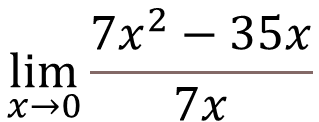 lim x→0 7x² − 35x / 7x